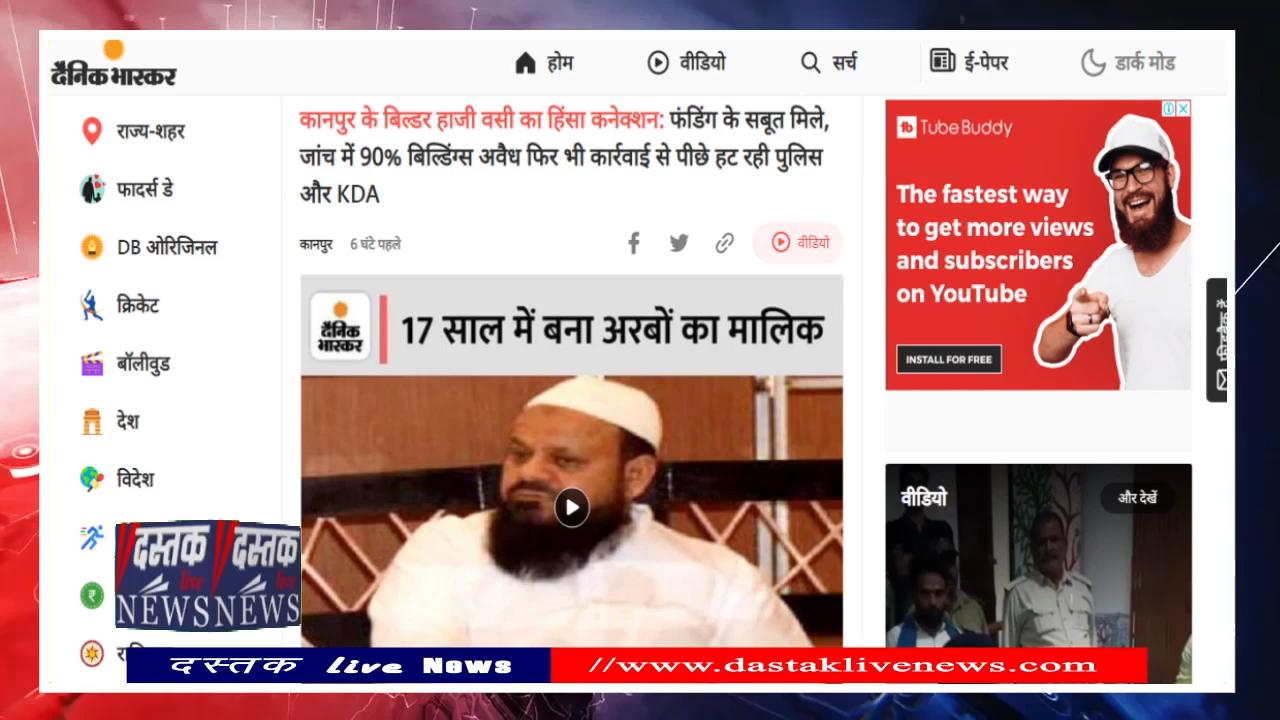 दैनिक भास्कर
होम
वीडियो
सर्च
ई-पेपर
डार्क मोड
राज्य-शहर
फादर्स डे
DB ओरिजिनल
क्रिकेट
बॉलीवुड
देश
विदेश
कानपुर के बिल्डर हाजी वसी का हिंसा कनेक्शन: फंडिंग के सबूत मिले,
जांच में 90% बिल्डिंग्स अवैध फिर भी कार्रवाई से पीछे हट रही पुलिस
और KDA
कानपुर 6 घंटे पहले
वीडियो
दैनिक
भास्कर
17 साल में बना अरबों का मालिक
TubeBuddy
The fastest way
to get more views
and subscribers
on YouTube
INSTALL FOR FREE
वीडियो
और देखें
दस्तक दस्तक
live live
NEWS NEWS
दस्तक live News
//www.dastaklivenews.com